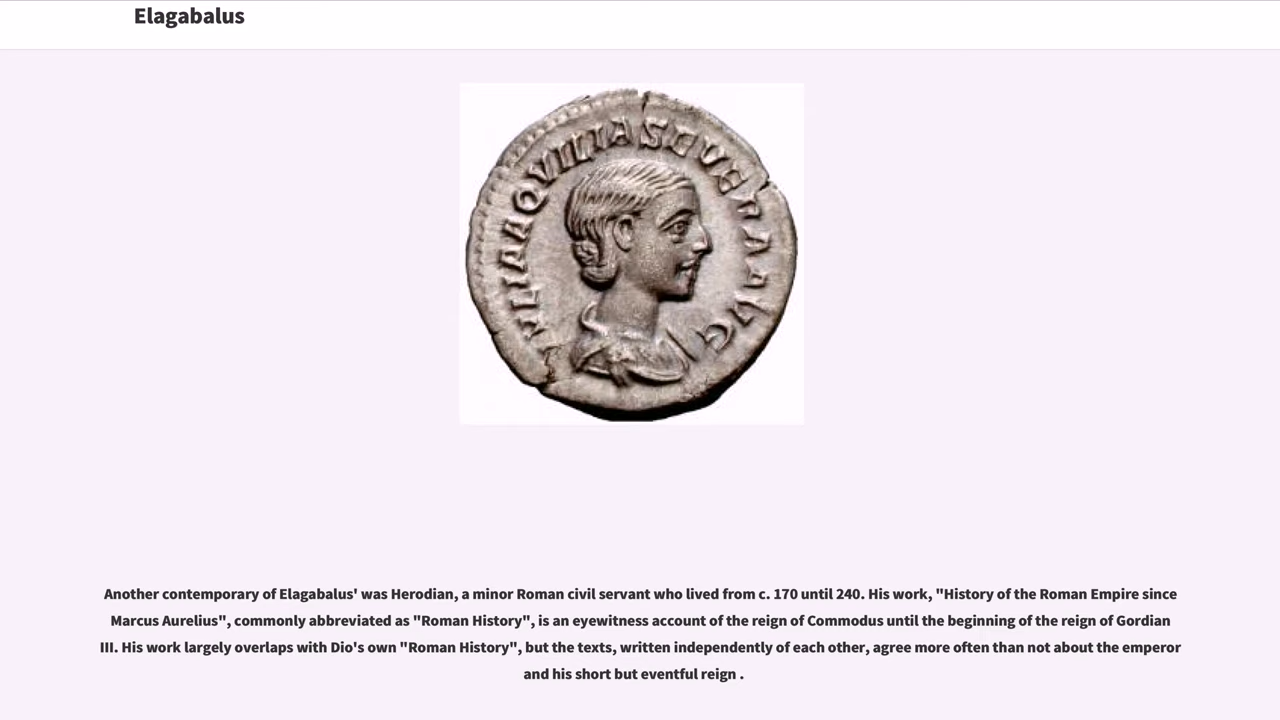 Elagabalus
IVLIA AQVILIA SEVERA AVG
Another contemporary of Elagabalus' was Herodian, a minor Roman civil servant who lived from c. 170 until 240. His work, "History of the Roman Empire since
Marcus Aurelius", commonly abbreviated as "Roman History", is an eyewitness account of the reign of Commodus until the beginning of the reign of Gordian
III. His work largely overlaps with Dio's own "Roman History", but the texts, written independently of each other, agree more often than not about the emperor
and his short but eventful reign .